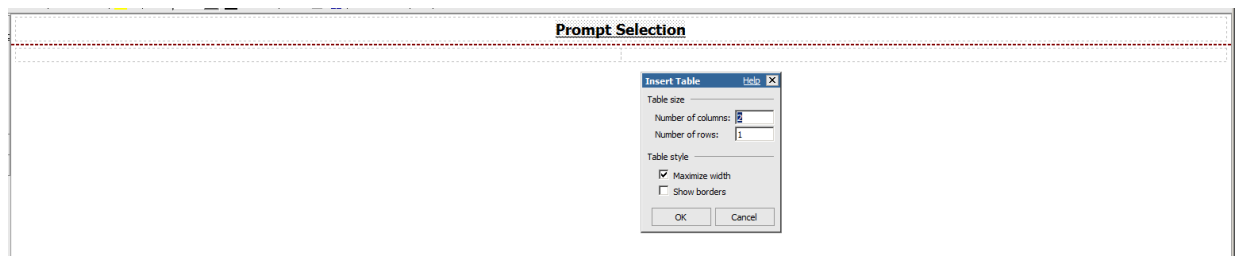 Prompt Selection
Insert Table Help X
Table size
Number of columns: 2
Number of rows: 1
Table style
Maximize width
Show borders
OK Cancel